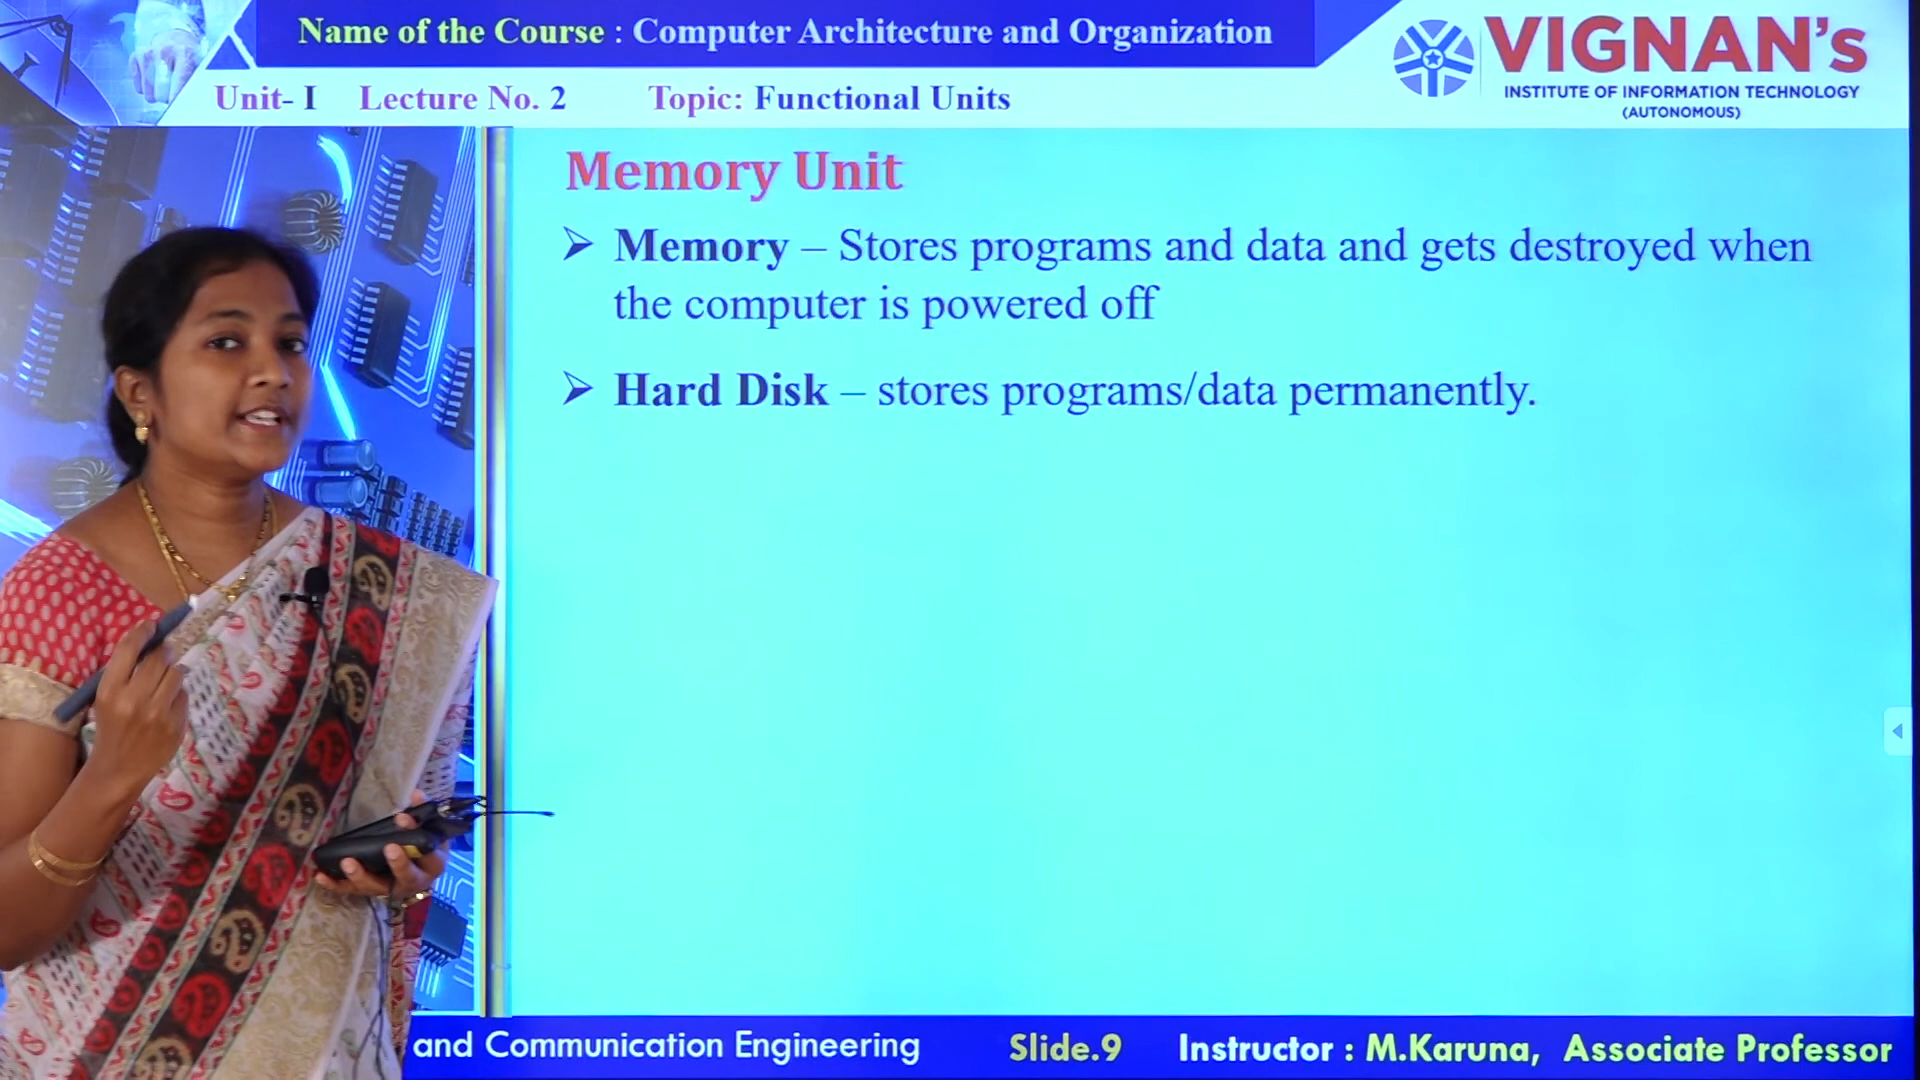 Name of the Course : Computer Architecture and Organization
VIGNAN's
INSTITUTE OF INFORMATION TECHNOLOGY
(AUTONOMOUS)
Unit- I Lecture No. 2 Topic: Functional Units
Memory Unit
➢ Memory – Stores programs and data and gets destroyed when
the computer is powered off
➢ Hard Disk – stores programs/data permanently.
and Communication Engineering Slide.9 Instructor : M.Karuna, Associate Professor